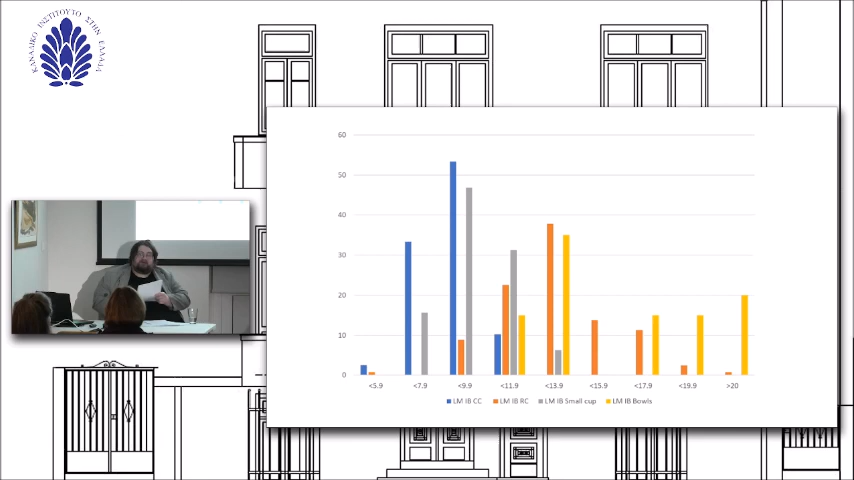 ΚΑΝΑΔΙΚΟ ΙΝΣΤΙΤΟΥΤΟ ΣΤΗΝ ΕΛΛΑΔΑ
60
50
40
30
20
10
0
<5.9 <7.9 <9.9 <11.9 <13.9 <15.9 <17.9 <19.9 >20
LM IB CC LM IB RC LM IB Small cup LM IB Bowls